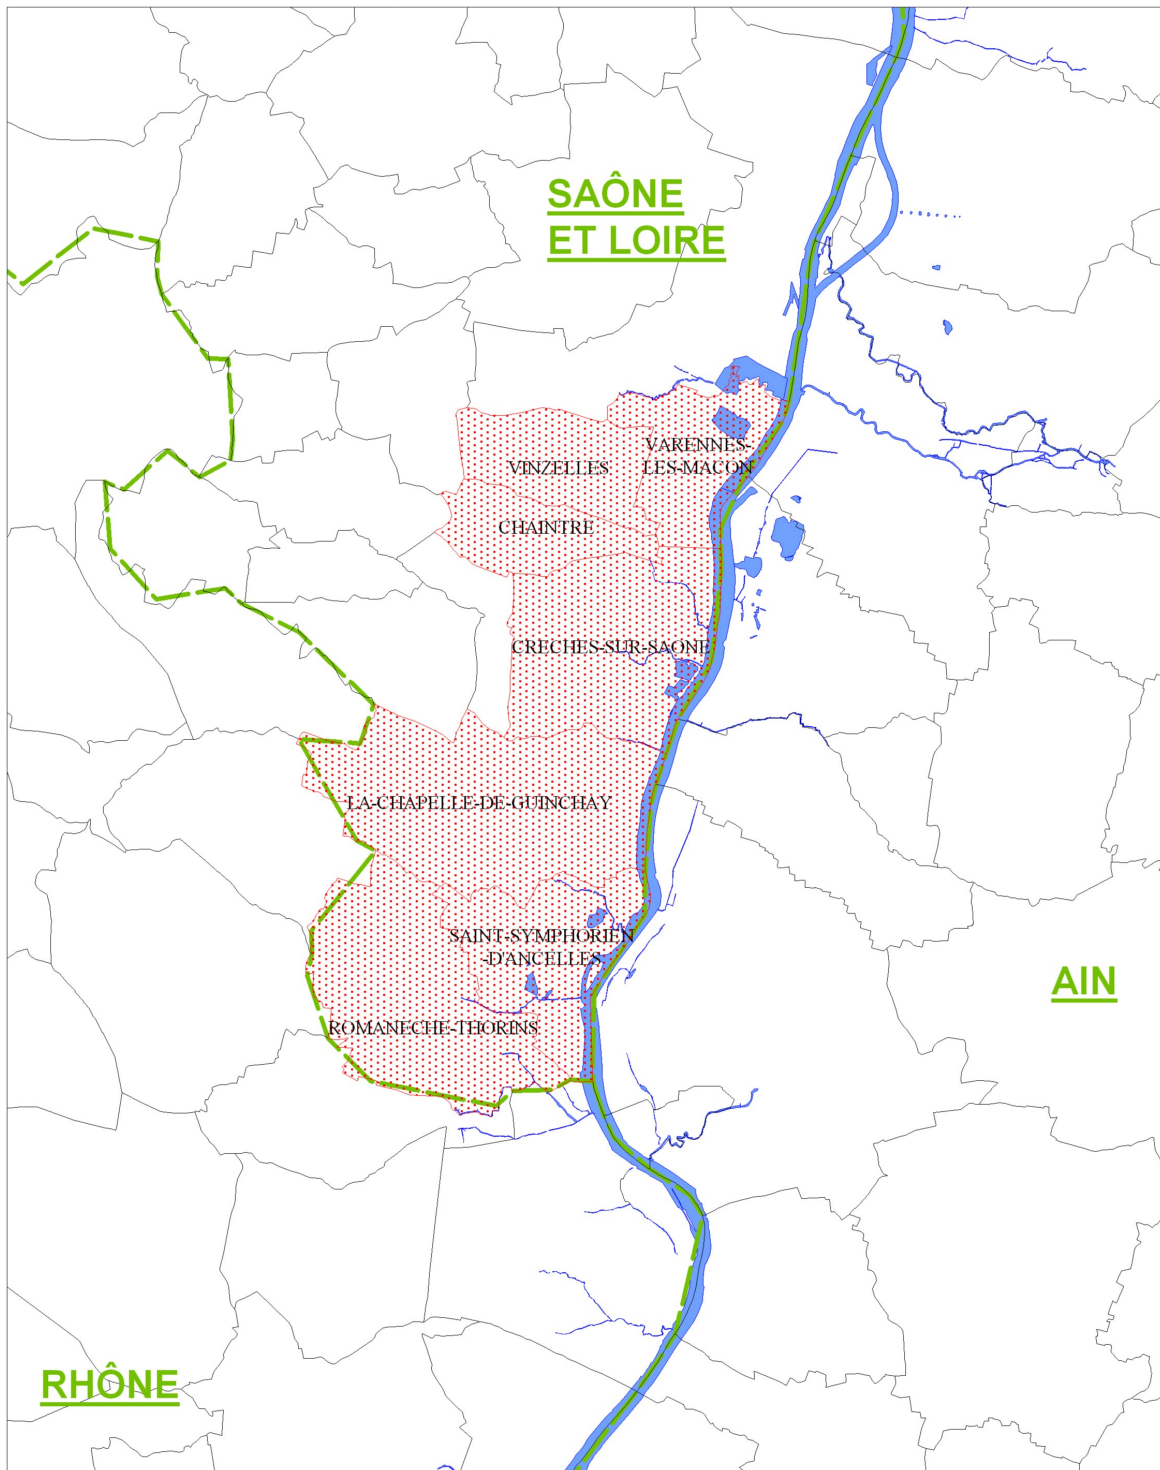 SAÔNE
ET LOIRE
VARENNES-
LES-MACON
VINZELLES
CHAINTRE
CRECHES-SUR-SAONE
LA-CHAPELLE-DE-GUINCHAY
SAINT-SYMPHORIEN
-D'ANCELLES
AIN
ROMANECHE-THORINS
RHÔNE